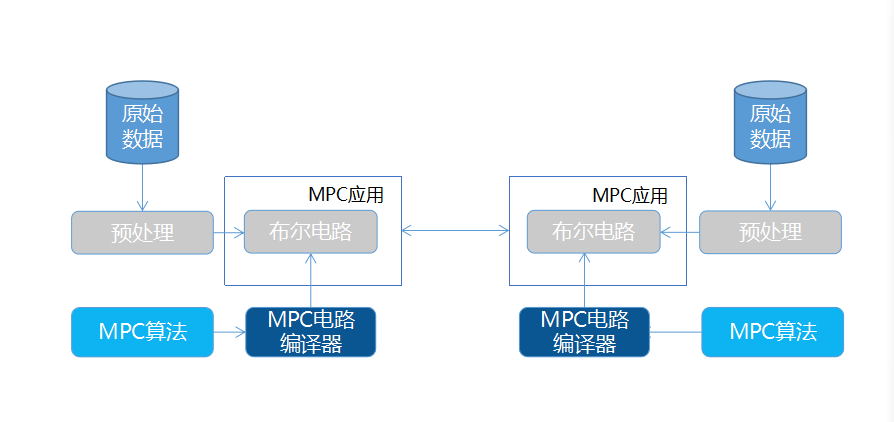 原始
数据
原始
数据
MPC应用
MPC应用
预处理
布尔电路
布尔电路
预处理
MPC算法
MPC电路
编译器
MPC电路
编译器
MPC算法